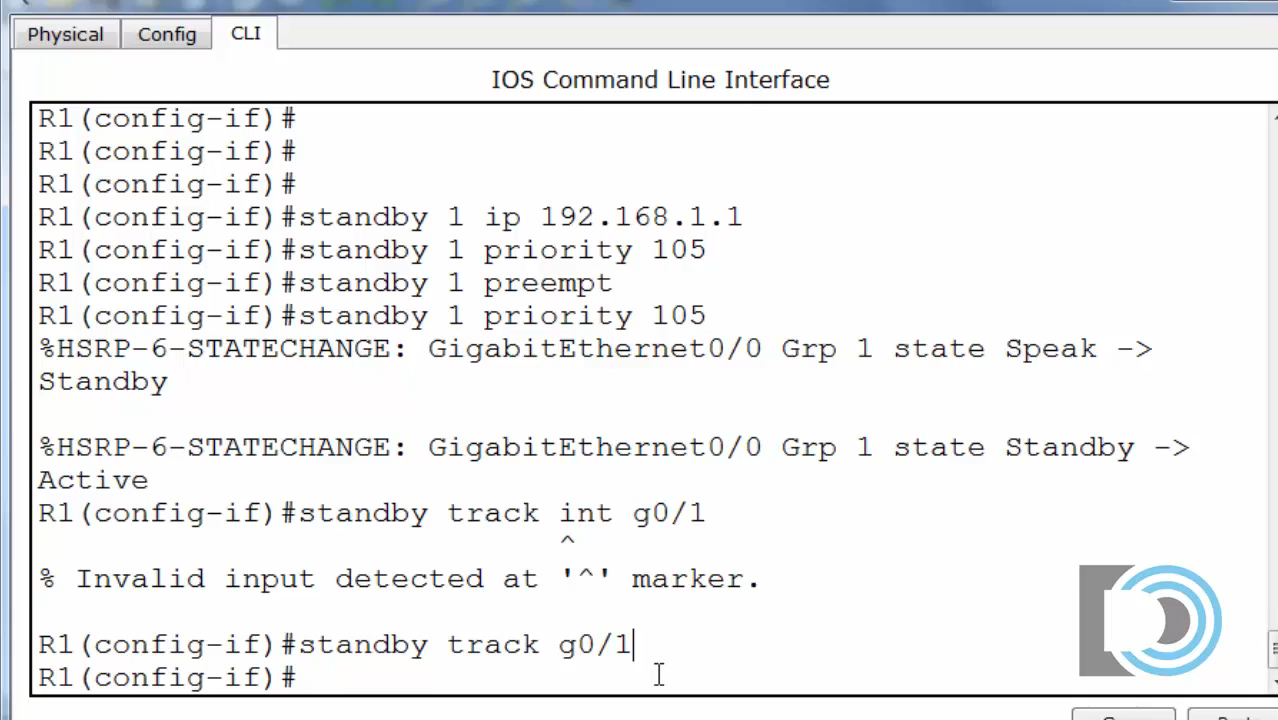 Physical
Config
CLI
IOS Command Line Interface
R1(config-if)#
R1(config-if)#
R1(config-if)#
R1(config-if)#standby 1 ip 192.168.1.1
R1(config-if)#standby 1 priority 105
R1(config-if)#standby 1 preempt
R1(config-if)#standby 1 priority 105
%HSRP-6-STATECHANGE: GigabitEthernet0/0 Grp 1 state Speak ->
Standby
%HSRP-6-STATECHANGE: GigabitEthernet0/0 Grp 1 state Standby ->
Active
R1(config-if)#standby track int g0/1
^
% Invalid input detected at '^' marker.
R1(config-if)#standby track g0/1
R1(config-if)#